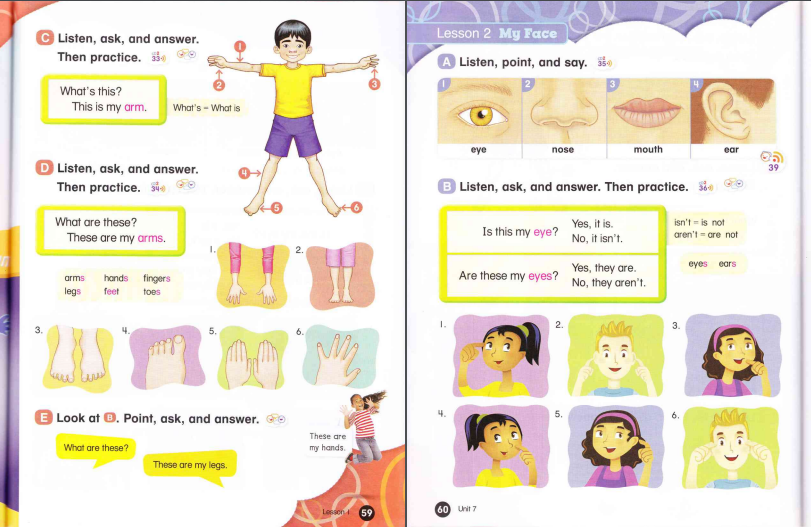 C Listen, ask, and answer.
Then practice. 33
1
2
3
4
5
6
What's this?
This is my arm.
What's = What is
D Listen, ask, and answer.
Then practice. 34
What are these?
These are my arms.
arms hands fingers
legs feet toes
1.
2.
3.
4.
5.
6.
E Look at B. Point, ask, and answer.
What are these?
These are my legs.
These are
my hands.
Lesson 1 59
Lesson 2 My Face
A Listen, point, and say. 35
1 2 3 4
eye nose mouth ear
39
B Listen, ask, and answer. Then practice. 36
Is this my eye?
Yes, it is.
No, it isn't.
Are these my eyes?
Yes, they are.
No, they aren't.
isn't = is not
aren't = are not
eyes ears
1.
2.
3.
4.
5.
6.
60 Unit 7